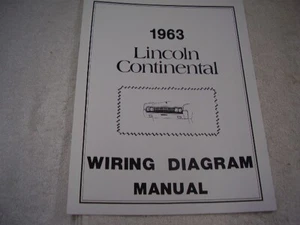 1963
Lincoln
Continental
WIRING DIAGRAM
MANUAL